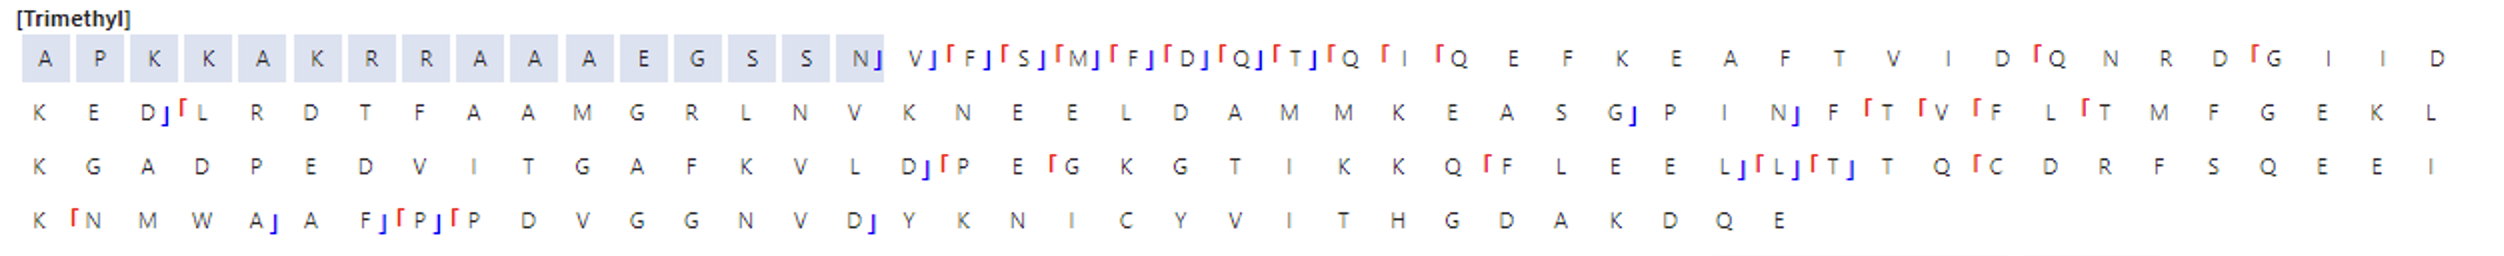 [Trimethyl]
A P K K A K R R A A A E G S S N V F S M F D Q T Q I Q E F K E A F T V I D Q N R D G I I D
K E D L R D T F A A M G R L N V K N E E L D A M M K E A S G P I N F T V F L T M F G E K L
K G A D P E D V I T G A F K V L D P E G K G T I K K Q F L E E L L T T Q C D R F S Q E E I
K N M W A A F P P D V G G N V D Y K N I C Y V I T H G D A K D Q E